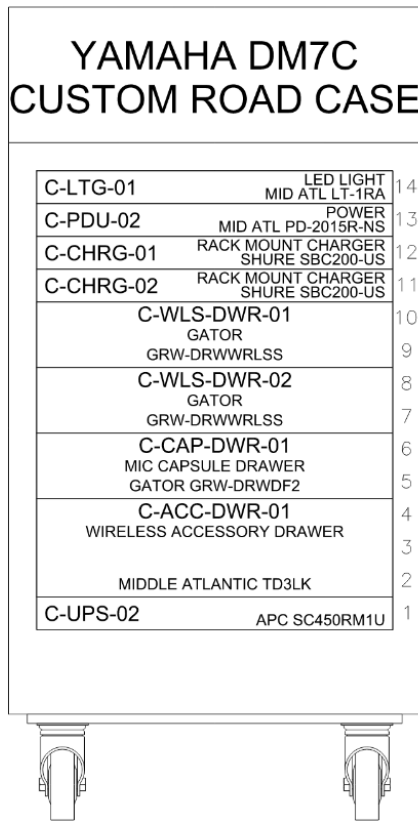 YAMAHA DM7C
CUSTOM ROAD CASE
C-LTG-01 LED LIGHT 14
MID ATL LT-1RA
C-PDU-02 POWER 13
MID ATL PD-2015R-NS
C-CHRG-01 RACK MOUNT CHARGER 12
SHURE SBC200-US
C-CHRG-02 RACK MOUNT CHARGER 11
SHURE SBC200-US
C-WLS-DWR-01 10
GATOR
GRW-DRWWRLSS 9
C-WLS-DWR-02 8
GATOR
GRW-DRWWRLSS 7
C-CAP-DWR-01 6
MIC CAPSULE DRAWER
GATOR GRW-DRWDF2 5
C-ACC-DWR-01 4
WIRELESS ACCESSORY DRAWER
3
MIDDLE ATLANTIC TD3LK 2
C-UPS-02 APC SC450RM1U 1